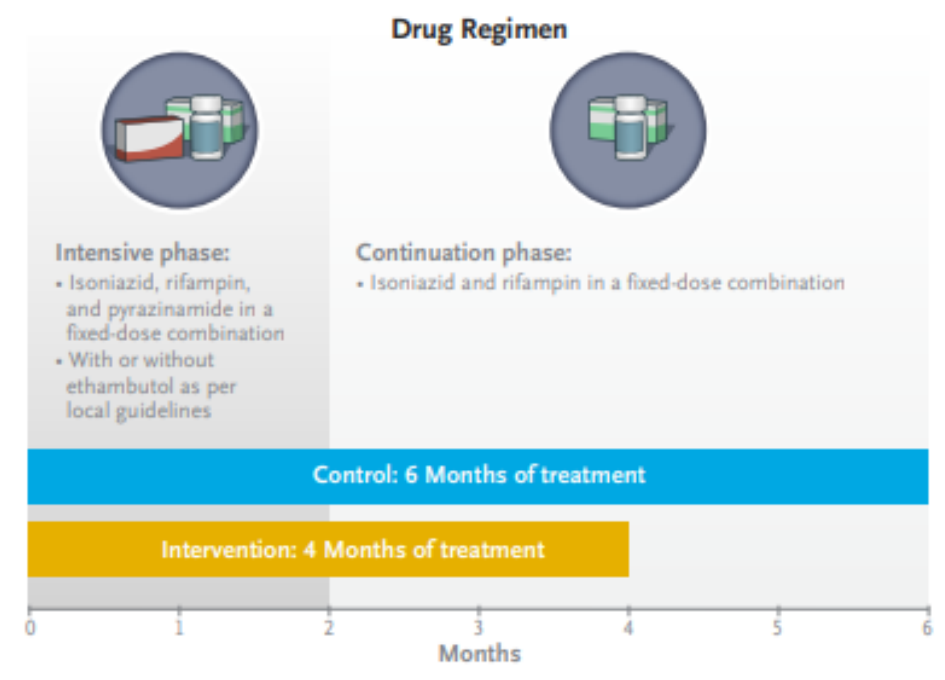 Drug Regimen
Intensive phase:
• Isoniazid, rifampin,
and pyrazinamide in a
fixed-dose combination
• With or without
ethambutol as per
local guidelines
Continuation phase:
• Isoniazid and rifampin in a fixed-dose combination
Control: 6 Months of treatment
Intervention: 4 Months of treatment
0 1 2 3 4 5 6
Months